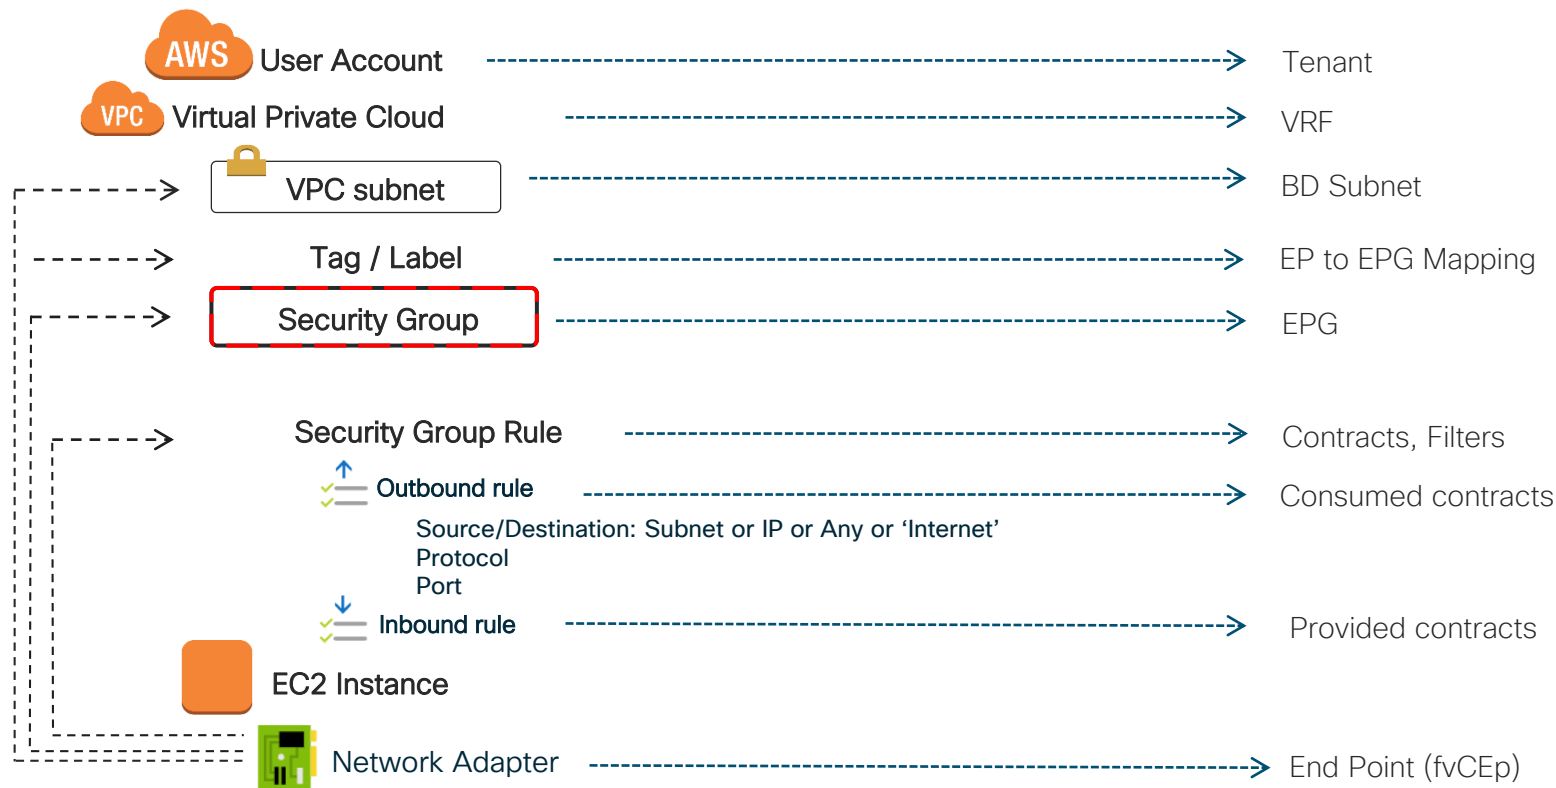 AWS User Account Tenant
VPC Virtual Private Cloud VRF
VPC subnet BD Subnet
Tag / Label EP to EPG Mapping
Security Group EPG
Security Group Rule Contracts, Filters
Outbound rule Consumed contracts
Source/Destination: Subnet or IP or Any or ‘Internet’
Protocol
Port
Inbound rule Provided contracts
EC2 Instance
Network Adapter End Point (fvCEp)